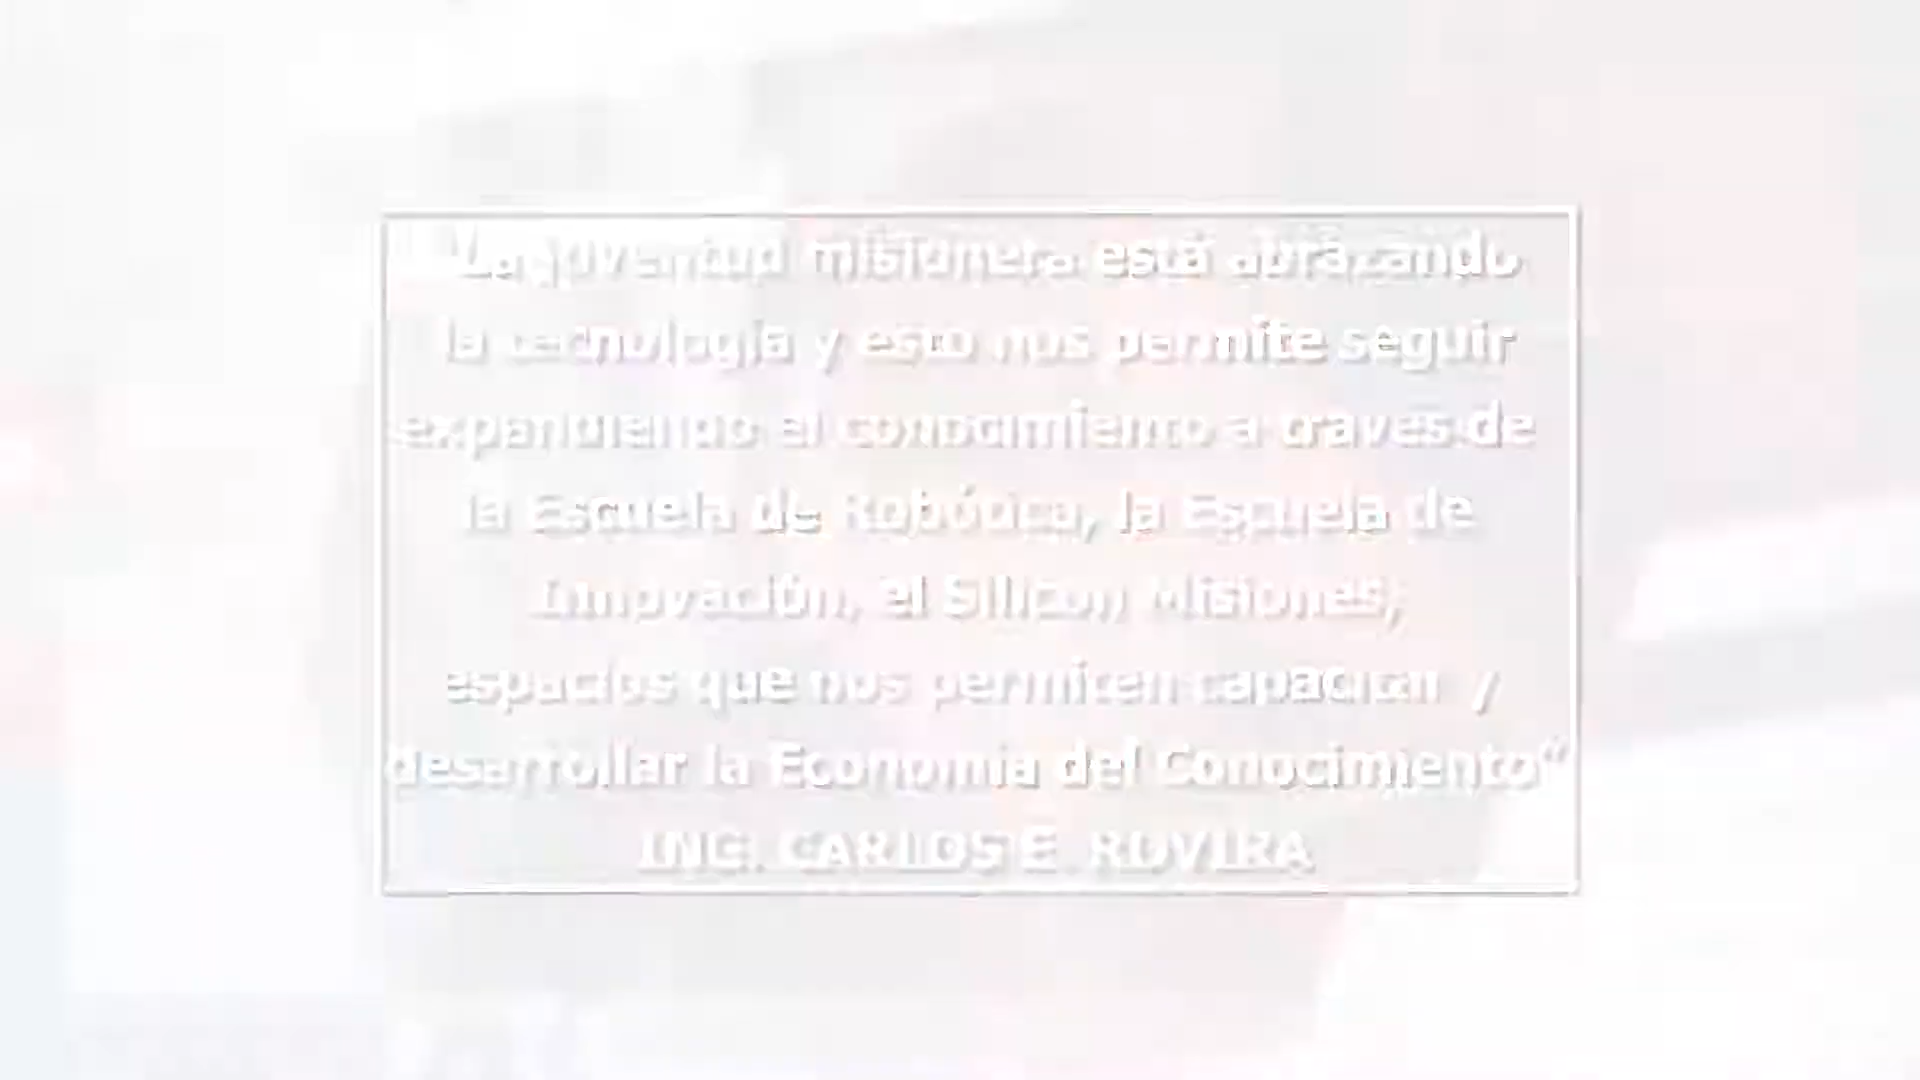 "La juventud misionera está abrazando
la tecnología y esto nos permite seguir
expandiendo el conocimiento a través de
la Escuela de Robótica, la Escuela de
Innovación, el Silicon Misiones,
espacios que nos permiten capacitar y
desarrollar la Economía del Conocimiento"
ING. CARLOS E. ROVIRA